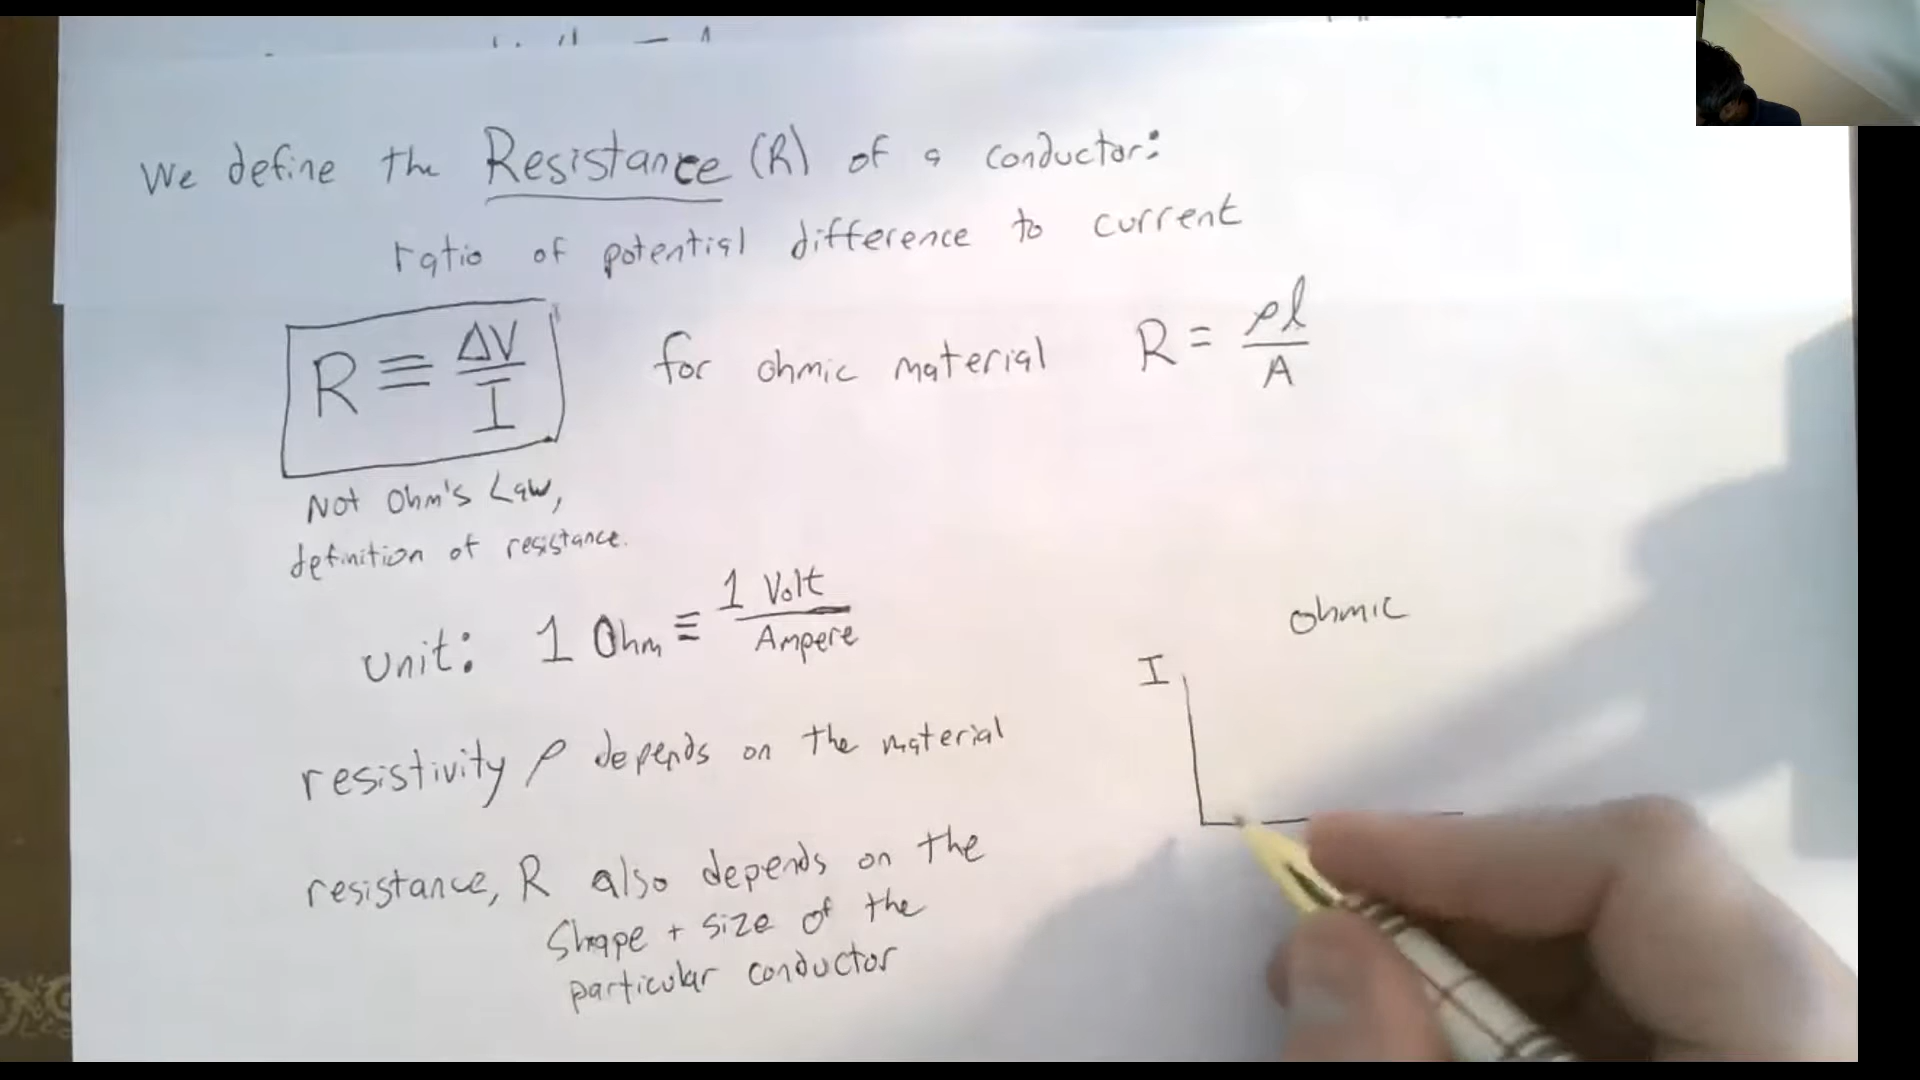 We define the Resistance (R) of a conductor:
ratio of potential difference to current
R ≡ ΔV/I for ohmic material R = ρl/A
Not Ohm's Law,
definition of resistance.
unit: 1 Ohm ≡ 1 Volt/Ampere
ohmic
I
resistivity ρ depends on the material
resistance, R also depends on the
shape + size of the
particular conductor